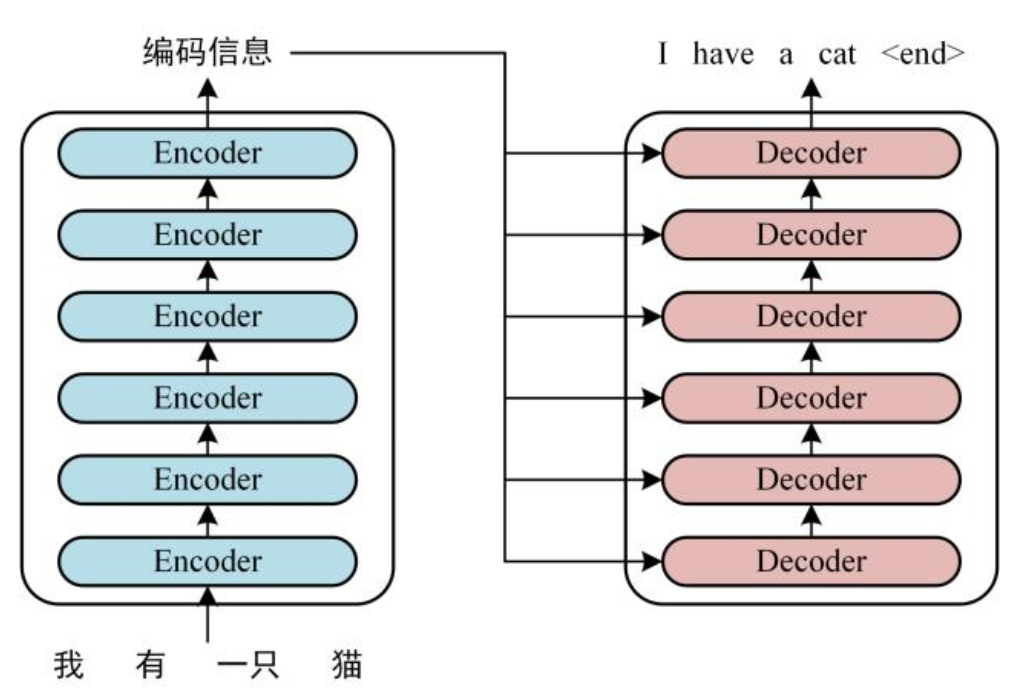 编码信息
I have a cat <end>
Encoder
Encoder
Encoder
Encoder
Encoder
Encoder
Decoder
Decoder
Decoder
Decoder
Decoder
Decoder
我 有 一只 猫